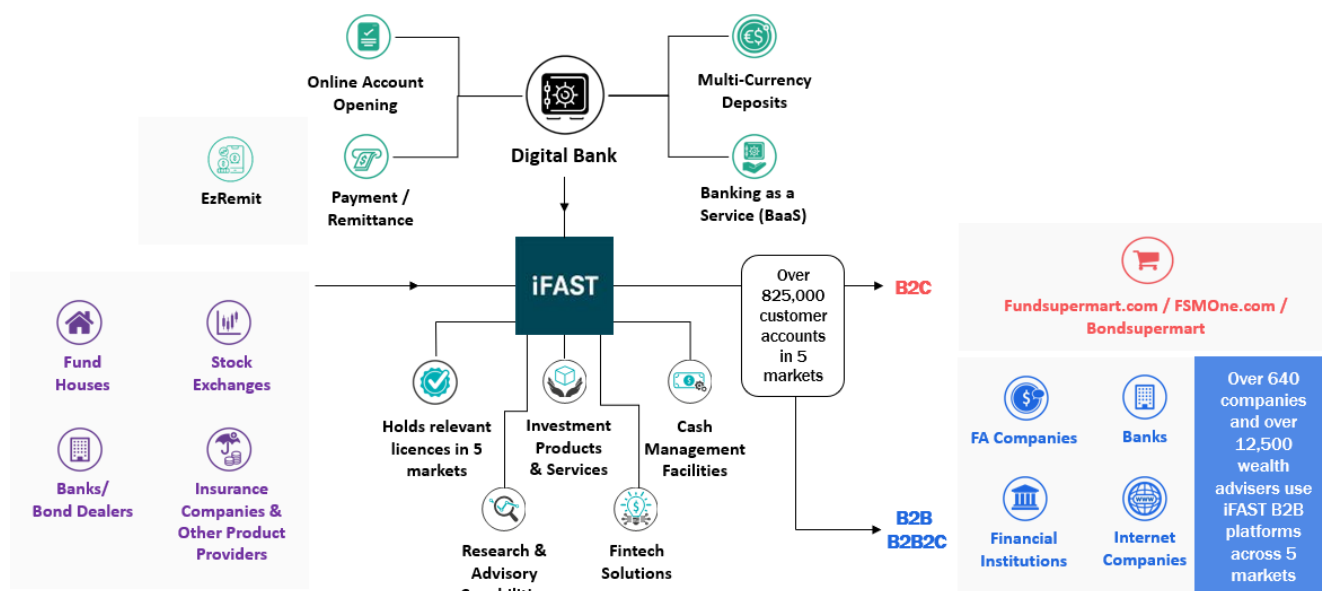 Online Account
Opening
Multi-Currency
Deposits
Digital Bank
EzRemit
Payment /
Remittance
Banking as a
Service (BaaS)
iFAST
Over
825,000
customer
accounts
in 5
markets
B2C
Fundsupermart.com / FSMOne.com /
Bondsupermart
Fund
Houses
Stock
Exchanges
Banks/
Bond Dealers
Insurance
Companies &
Other Product
Providers
Holds relevant
licences in 5
markets
Investment
Products
& Services
Cash
Management
Facilities
Research &
Advisory
Fintech
Solutions
B2B
B2B2C
FA Companies
Banks
Financial
Institutions
WWW
Internet
Companies
Over 640
companies
and over
12,500
wealth
advisers use
iFAST B2B
platforms
across 5
markets